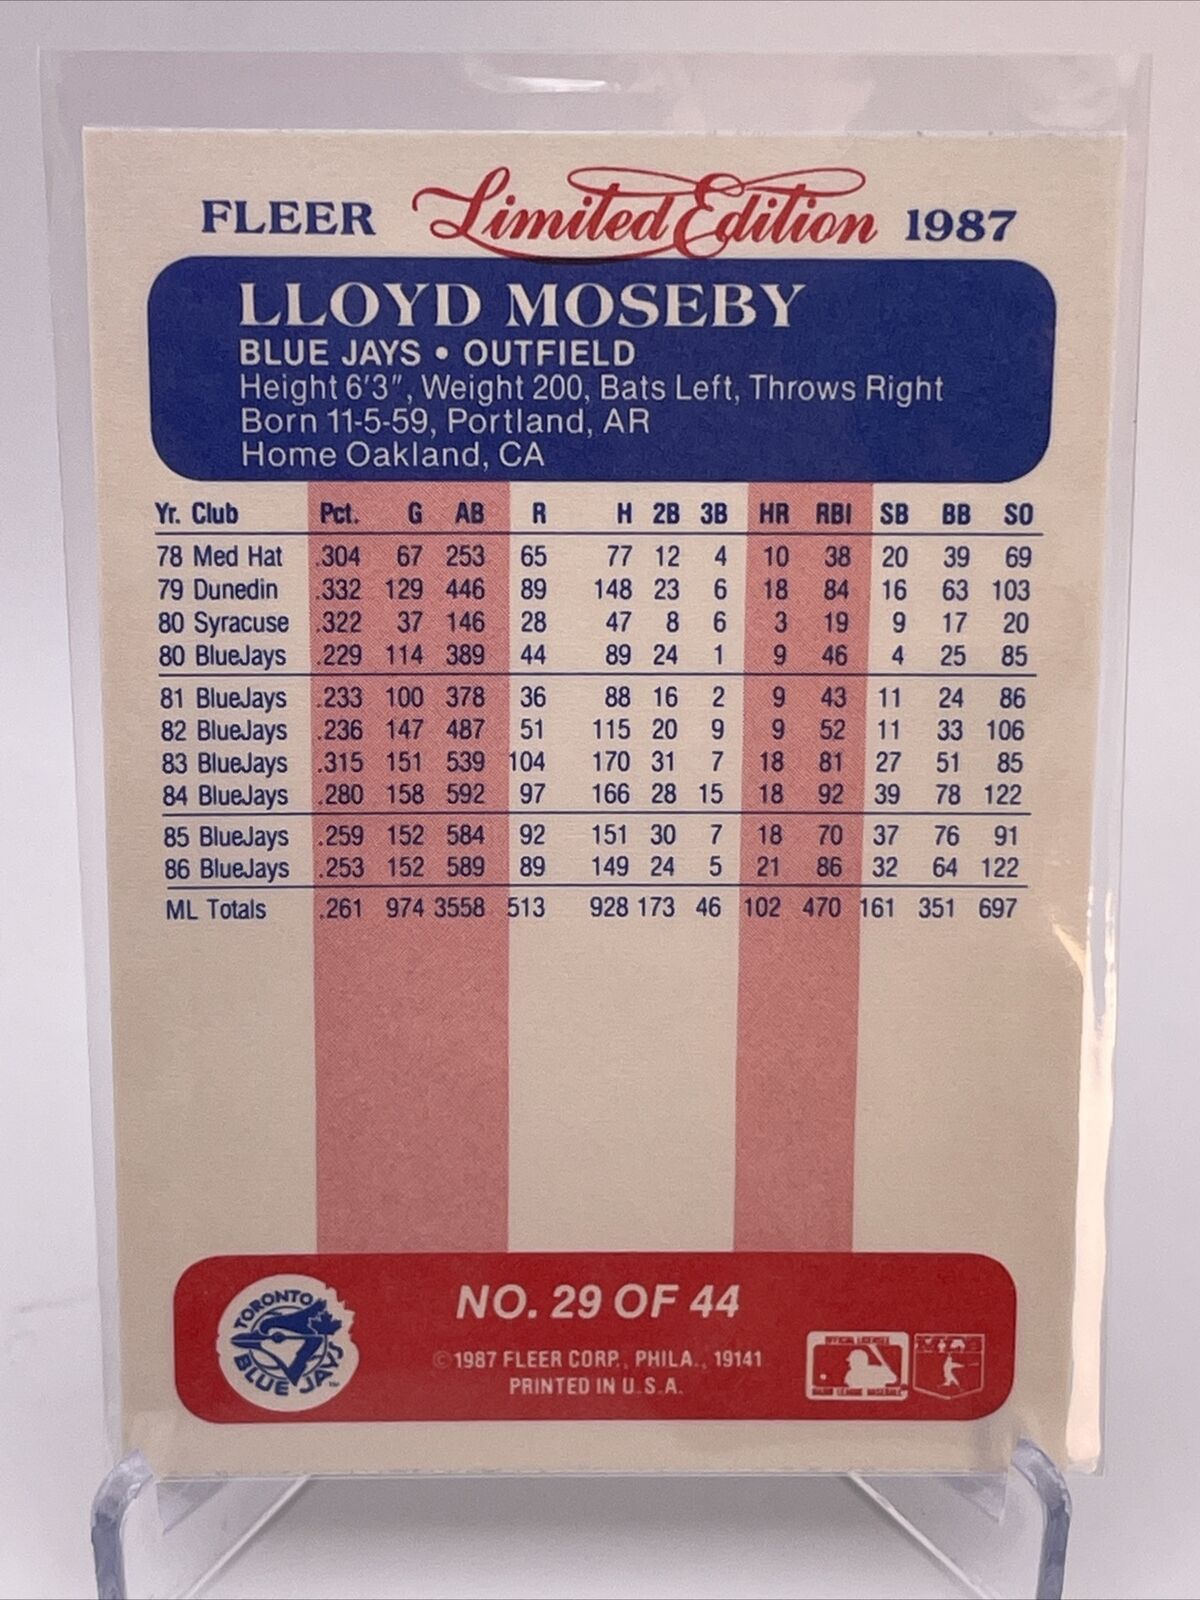 FLEER Limited Edition 1987
LLOYD MOSEBY
BLUE JAYS • OUTFIELD
Height 6'3", Weight 200, Bats Left, Throws Right
Born 11-5-59, Portland, AR
Home Oakland, CA
Yr. Club Pct. G AB R H 2B 3B HR RBI SB BB SO
78 Med Hat .304 67 253 65 77 12 4 10 38 20 39 69
79 Dunedin .332 129 446 89 148 23 6 18 84 16 63 103
80 Syracuse .322 37 146 28 47 8 6 3 19 9 17 20
80 BlueJays .229 114 389 44 89 24 1 9 46 4 25 85
81 BlueJays .233 100 378 36 88 16 2 9 43 11 24 86
82 BlueJays .236 147 487 51 115 20 9 9 52 11 33 106
83 BlueJays .315 151 539 104 170 31 7 18 81 27 51 85
84 BlueJays .280 158 592 97 166 28 15 18 92 39 78 122
85 BlueJays .259 152 584 92 151 30 7 18 70 37 76 91
86 BlueJays .253 152 589 89 149 24 5 21 86 32 64 122
ML Totals .261 974 3558 513 928 173 46 102 470 161 351 697
TORONTO
BLUE JAYS
™
NO. 29 OF 44
©1987 FLEER CORP., PHILA., 19141
PRINTED IN U.S.A.
OFFICIAL LICENSEE
MAJOR LEAGUE BASEBALL